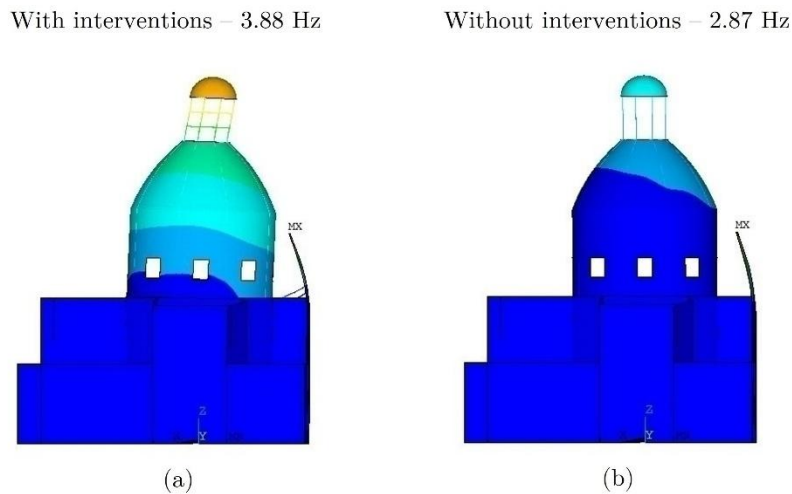 With interventions – 3.88 Hz
Without interventions – 2.87 Hz
MX
MX
Z
Y
Z
Y
(a)
(b)